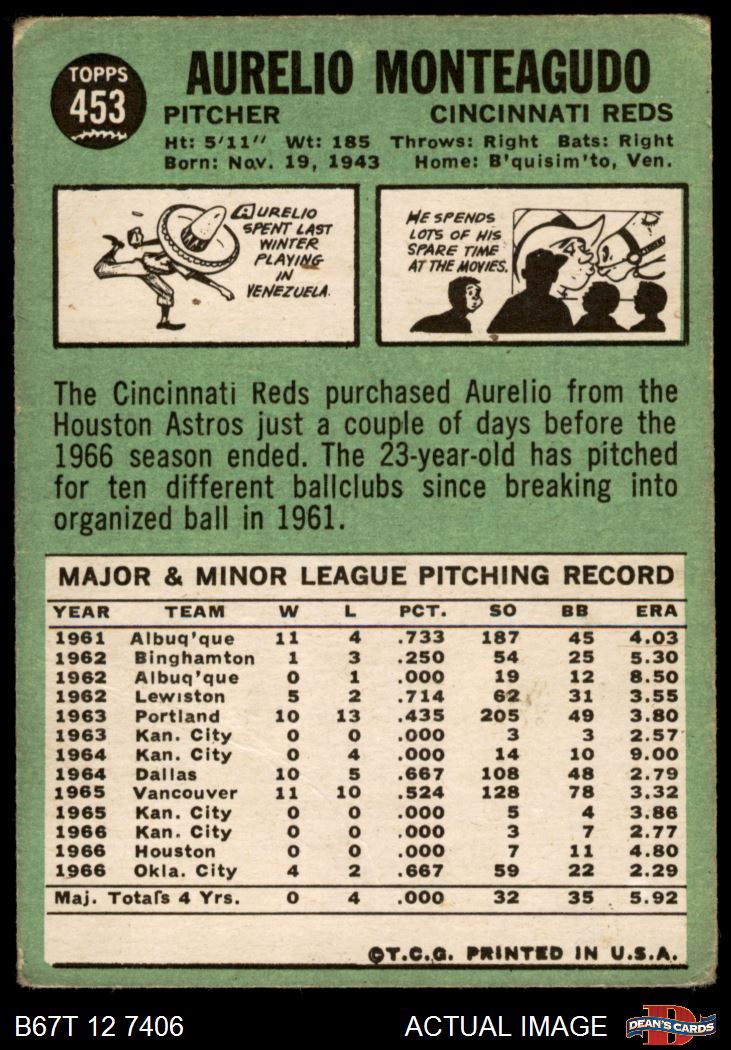 TOPPS
453
AURELIO MONTEAGUDO
PITCHER CINCINNATI REDS
Ht: 5'11" Wt: 185 Throws: Right Bats: Right
Born: Nov. 19, 1943 Home: B'quisim'to, Ven.
AURELIO
SPENT LAST
WINTER
PLAYING
IN
VENEZUELA.
HE SPENDS
LOTS OF HIS
SPARE TIME
AT THE MOVIES.
The Cincinnati Reds purchased Aurelio from the
Houston Astros just a couple of days before the
1966 season ended. The 23-year-old has pitched
for ten different ballclubs since breaking into
organized ball in 1961.
MAJOR & MINOR LEAGUE PITCHING RECORD
YEAR TEAM W L PCT. SO BB ERA
1961 Albuq'que 11 4 .733 187 45 4.03
1962 Binghamton 1 3 .250 54 25 5.30
1962 Albuq'que 0 1 .000 19 12 8.50
1962 Lewiston 5 2 .714 62 31 3.55
1963 Portland 10 13 .435 205 49 3.80
1963 Kan. City 0 0 .000 3 3 2.57
1964 Kan. City 0 4 .000 14 10 9.00
1964 Dallas 10 5 .667 108 48 2.79
1965 Vancouver 11 10 .524 128 78 3.32
1965 Kan. City 0 0 .000 5 4 3.86
1966 Kan. City 0 0 .000 3 7 2.77
1966 Houston 0 0 .000 7 11 4.80
1966 Okla. City 4 2 .667 59 22 2.29
Maj. Totals 4 Yrs. 0 4 .000 32 35 5.92
©T.C.G. PRINTED IN U.S.A.
B67T 12 7406 ACTUAL IMAGE
D
DEAN'S CARDS